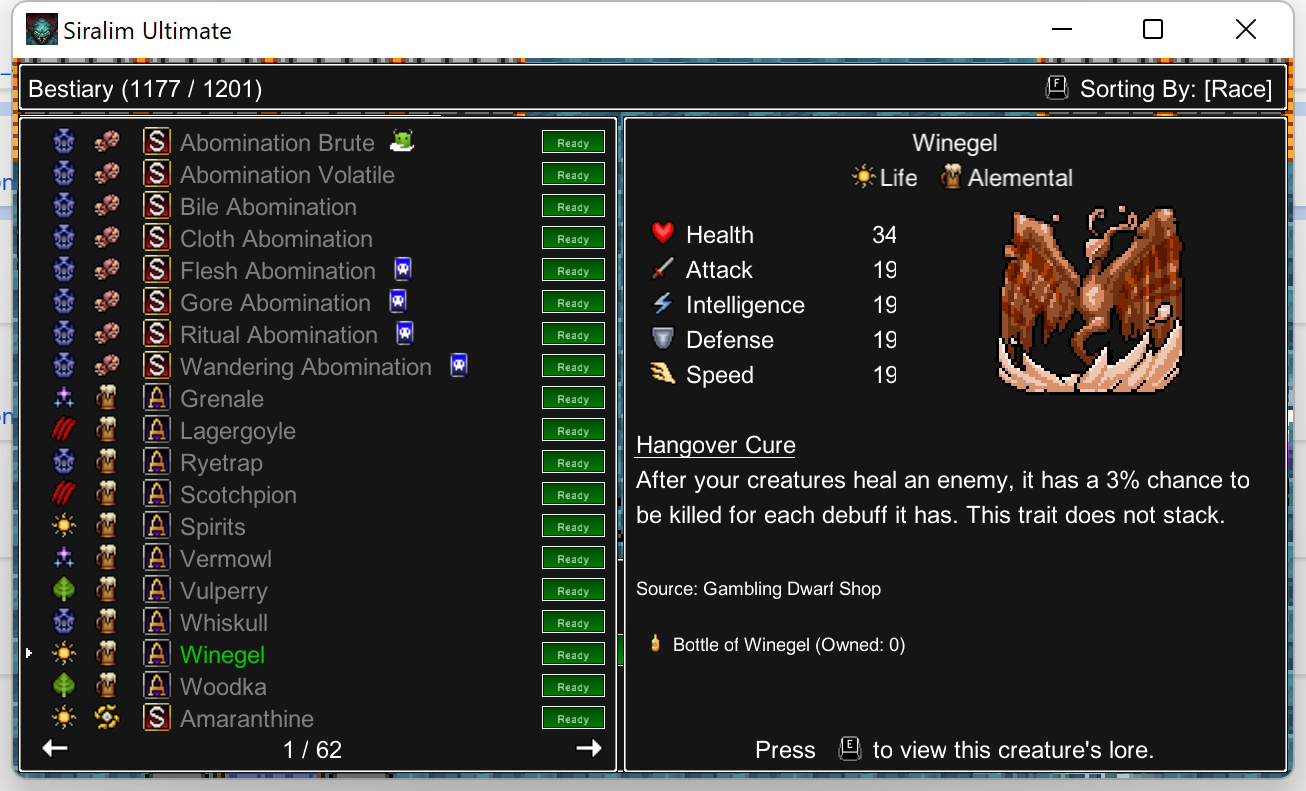 Siralim Ultimate
Bestiary (1177 / 1201)
F Sorting By: [Race]
S Abomination Brute Ready
S Abomination Volatile Ready
S Bile Abomination Ready
S Cloth Abomination Ready
S Flesh Abomination Ready
S Gore Abomination Ready
S Ritual Abomination Ready
S Wandering Abomination Ready
A Grenale Ready
A Lagergoyle Ready
A Ryetrap Ready
A Scotchpion Ready
A Spirits Ready
A Vermowl Ready
A Vulperry Ready
A Whiskull Ready
A Winegel Ready
A Woodka Ready
S Amaranthine Ready
1 / 62
Winegel
Life Alemental
Health 34
Attack 19
Intelligence 19
Defense 19
Speed 19
Hangover Cure
After your creatures heal an enemy, it has a 3% chance to
be killed for each debuff it has. This trait does not stack.
Source: Gambling Dwarf Shop
Bottle of Winegel (Owned: 0)
Press E to view this creature's lore.